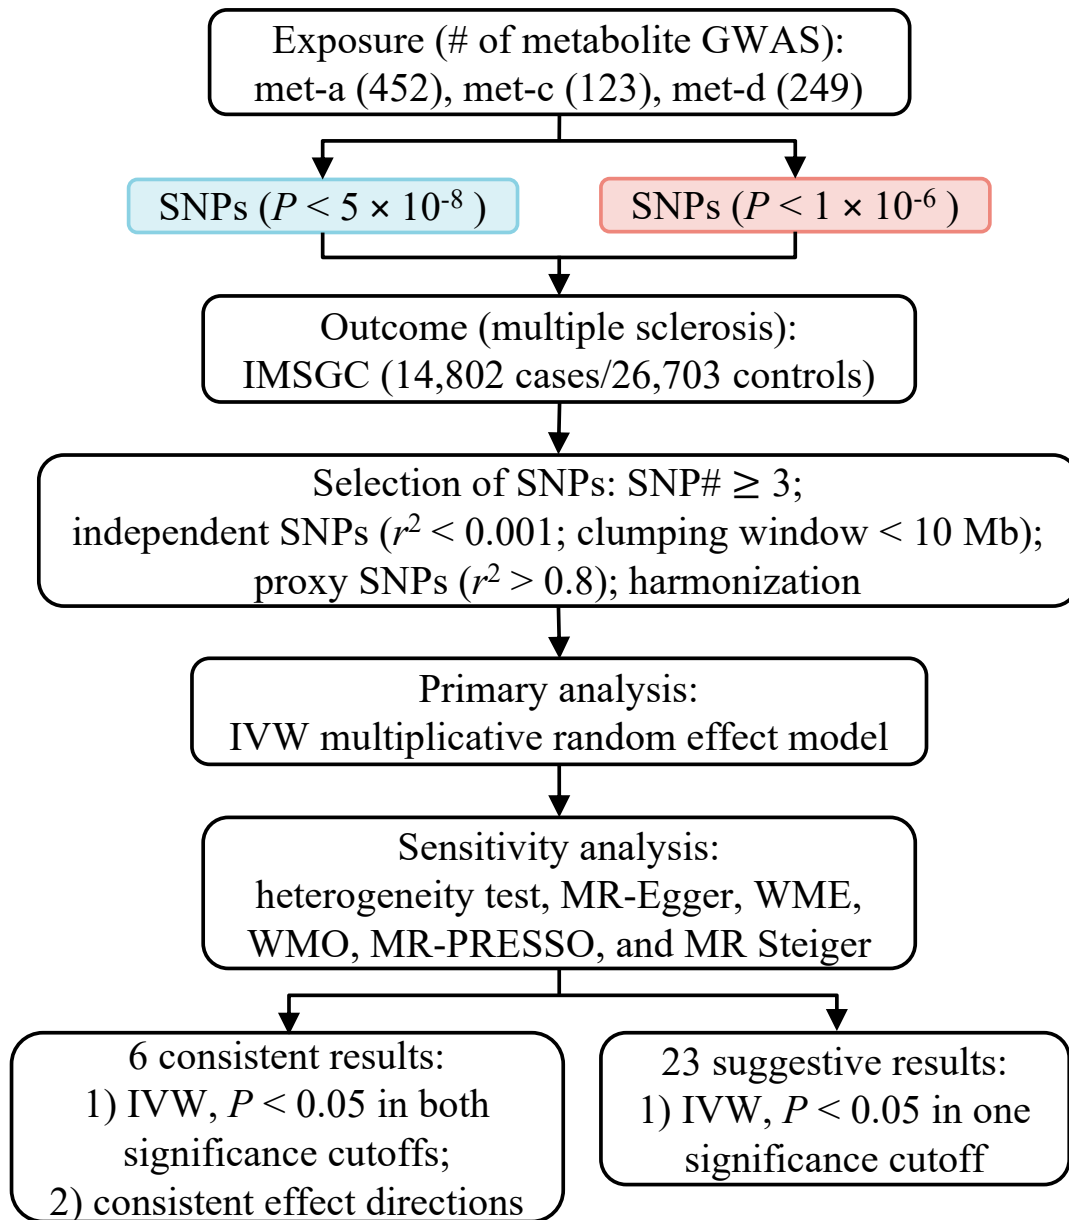 Exposure (# of metabolite GWAS):
met-a (452), met-c (123), met-d (249)
SNPs (P < 5 × 10⁻⁸ )
SNPs (P < 1 × 10⁻⁶ )
Outcome (multiple sclerosis):
IMSGC (14,802 cases/26,703 controls)
Selection of SNPs: SNP# ≥ 3;
independent SNPs (r² < 0.001; clumping window < 10 Mb);
proxy SNPs (r² > 0.8); harmonization
Primary analysis:
IVW multiplicative random effect model
Sensitivity analysis:
heterogeneity test, MR-Egger, WME,
WMO, MR-PRESSO, and MR Steiger
6 consistent results:
1) IVW, P < 0.05 in both
significance cutoffs;
2) consistent effect directions
23 suggestive results:
1) IVW, P < 0.05 in one
significance cutoff